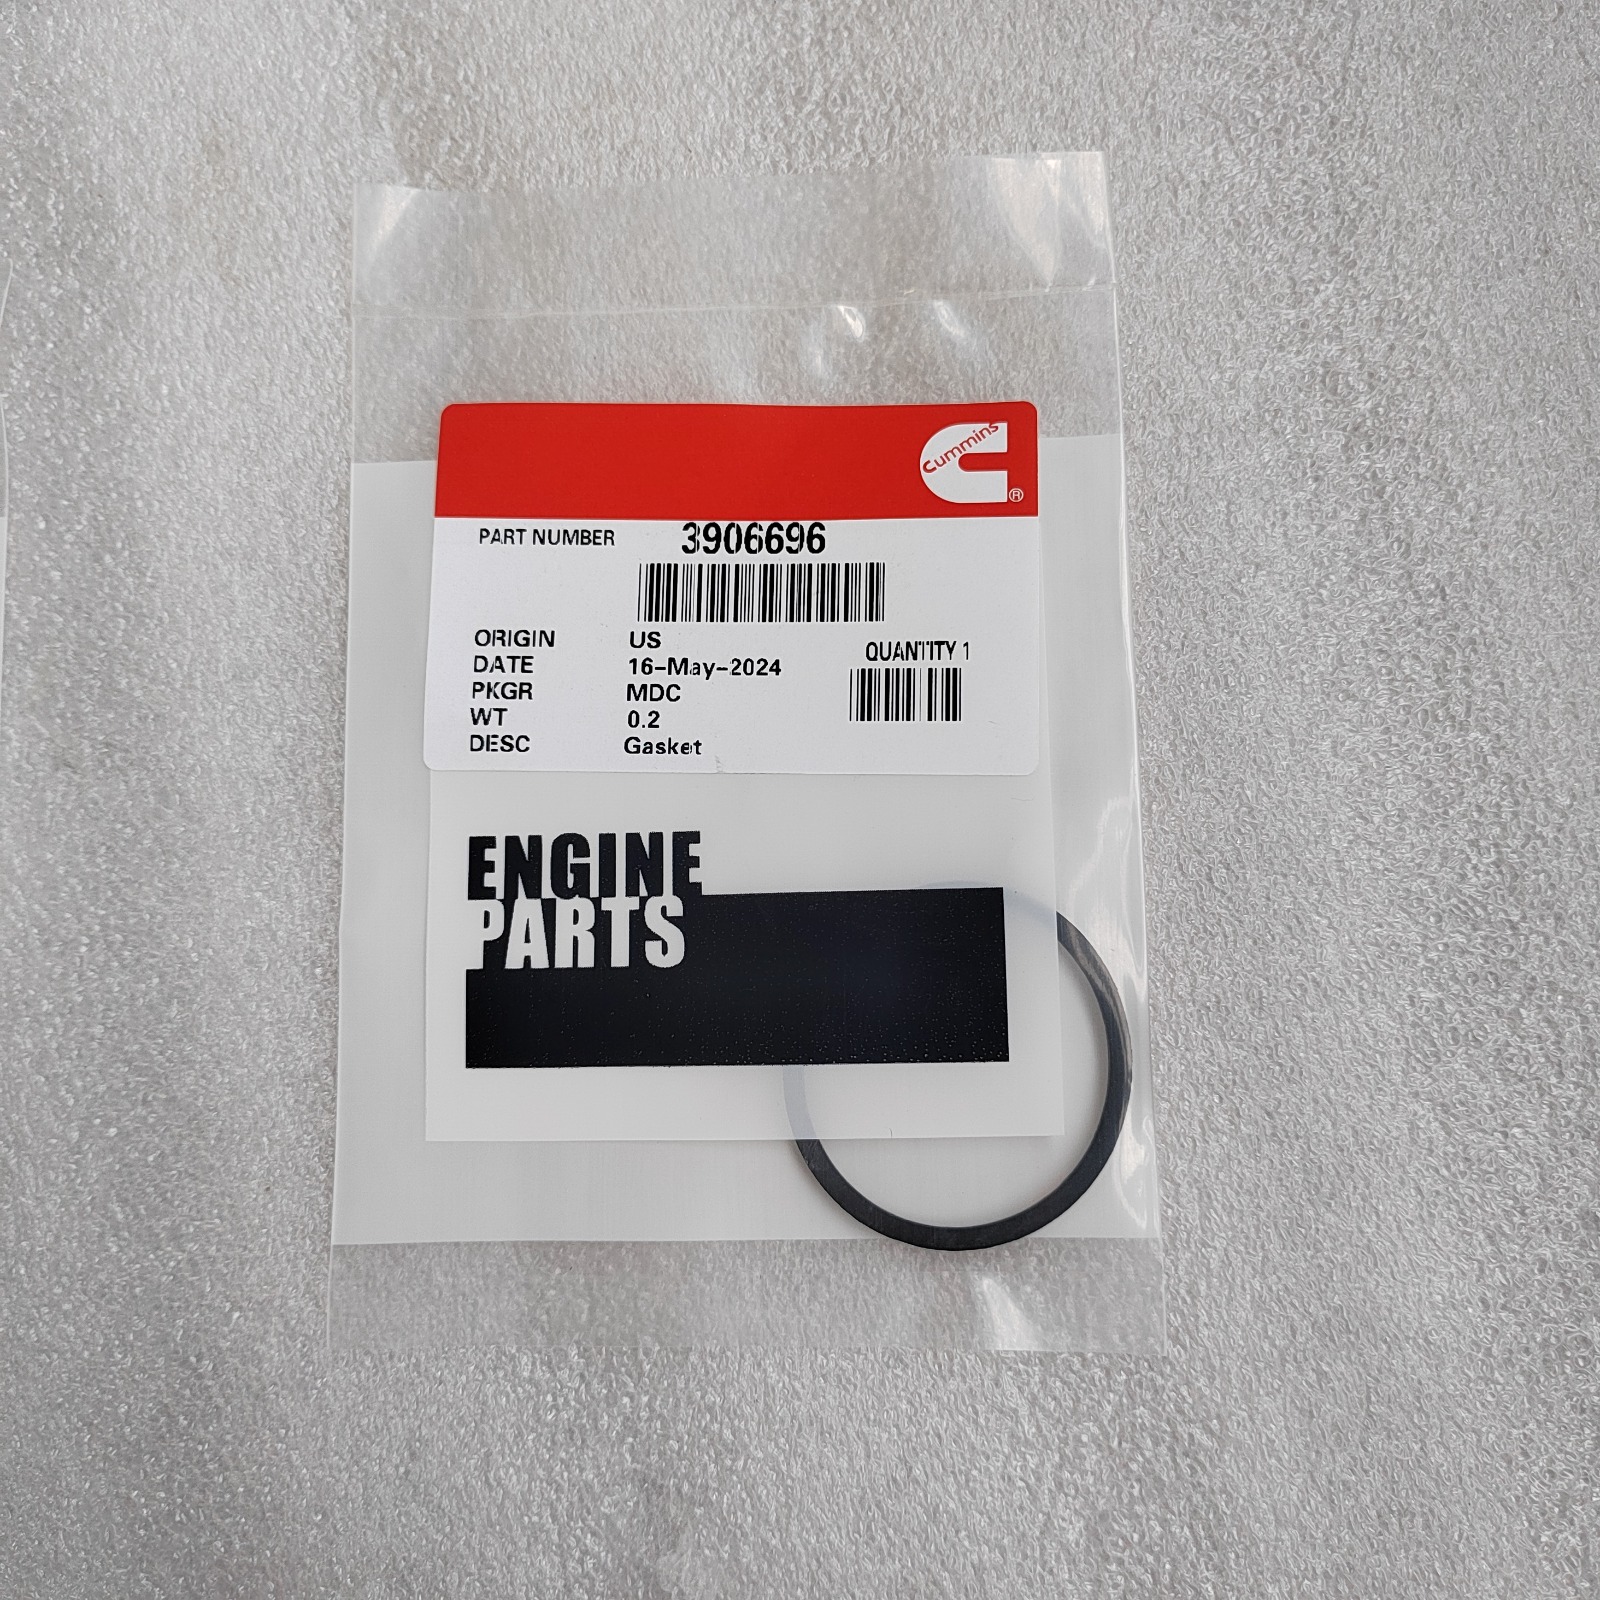 Cummins
®
PART NUMBER 3906696
ORIGIN US
DATE 16-May-2024
PKGR MDC
WT 0.2
DESC Gasket
QUANTITY 1
ENGINE
PARTS